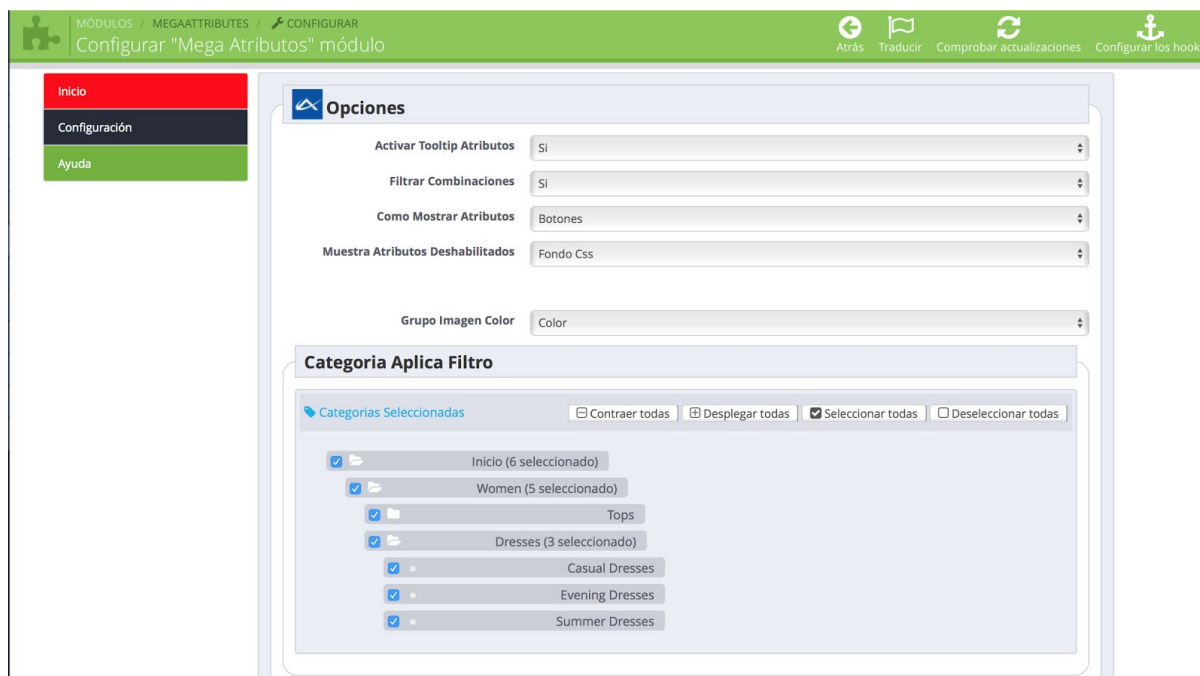 MÓDULOS / MEGAATTRIBUTES / CONFIGURAR
Configurar "Mega Atributos" módulo
Atrás Traducir Comprobar actualizaciones Configurar los hook
Inicio
Configuración
Ayuda
Opciones
Activar Tooltip Atributos Si
Filtrar Combinaciones Si
Como Mostrar Atributos Botones
Muestra Atributos Deshabilitados Fondo Css
Grupo Imagen Color Color
Categoria Aplica Filtro
Categorias Seleccionadas Contraer todas Desplegar todas Seleccionar todas Deseleccionar todas
Inicio (6 seleccionado)
Women (5 seleccionado)
Tops
Dresses (3 seleccionado)
Casual Dresses
Evening Dresses
Summer Dresses